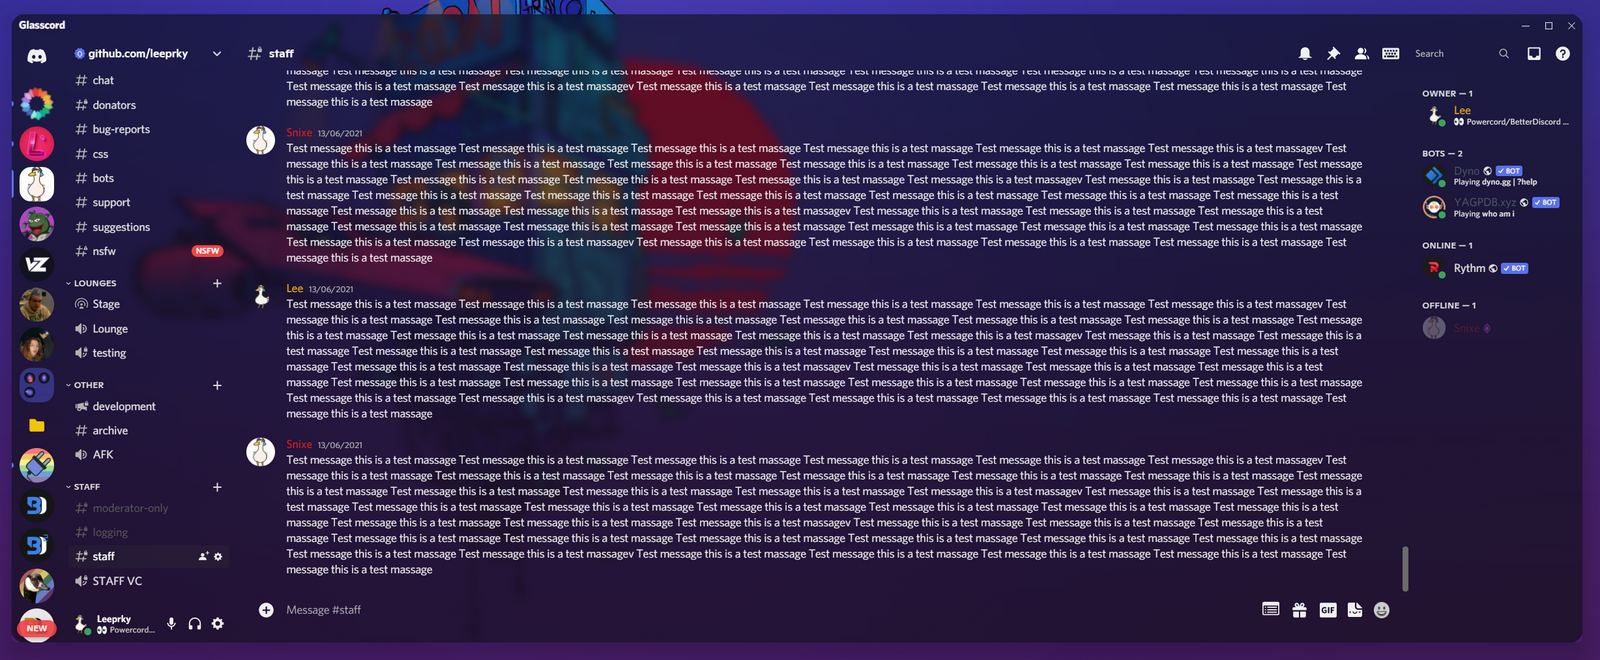 Glasscord
github.com/leeprky
staff
Search
chat
donators
bug-reports
css
bots
support
suggestions
nsfw
NSFW
LOUNGES
Stage
Lounge
testing
OTHER
development
archive
AFK
STAFF
moderator-only
logging
staff
STAFF VC
NEW
Leeprky
Powercord...
massage Test message this is a test massage Test message this is a test massage Test message this is a test massage Test message this is a test massage Test message this is a test massage Test message this is a test massage
Test message this is a test massage Test message this is a test massagev Test message this is a test massage Test message this is a test massage Test message this is a test massage Test message this is a test massage Test
message this is a test massage
Snixe 13/06/2021
Test message this is a test massage Test message this is a test massage Test message this is a test massage Test message this is a test massage Test message this is a test massage Test message this is a test massagev Test
message this is a test massage Test message this is a test massage Test message this is a test massage Test message this is a test massage Test message this is a test massage Test message this is a test massage Test message
this is a test massage Test message this is a test massage Test message this is a test massage Test message this is a test massage Test message this is a test massagev Test message this is a test massage Test message this is a
test massage Test message this is a test massage Test message this is a test massage Test message this is a test massage Test message this is a test massage Test message this is a test massage Test message this is a test
massage Test message this is a test massage Test message this is a test massage Test message this is a test massagev Test message this is a test massage Test message this is a test massage Test message this is a test
massage Test message this is a test massage Test message this is a test massage Test message this is a test massage Test message this is a test massage Test message this is a test massage Test message this is a test massage
Test message this is a test massage Test message this is a test massagev Test message this is a test massage Test message this is a test massage Test message this is a test massage Test message this is a test massage Test
message this is a test massage
Lee 13/06/2021
Test message this is a test massage Test message this is a test massage Test message this is a test massage Test message this is a test massage Test message this is a test massage Test message this is a test massagev Test
message this is a test massage Test message this is a test massage Test message this is a test massage Test message this is a test massage Test message this is a test massage Test message this is a test massage Test message
this is a test massage Test message this is a test massage Test message this is a test massage Test message this is a test massage Test message this is a test massagev Test message this is a test massage Test message this is a
test massage Test message this is a test massage Test message this is a test massage Test message this is a test massage Test message this is a test massage Test message this is a test massage Test message this is a test
massage Test message this is a test massage Test message this is a test massage Test message this is a test massagev Test message this is a test massage Test message this is a test massage Test message this is a test
massage Test message this is a test massage Test message this is a test massage Test message this is a test massage Test message this is a test massage Test message this is a test massage Test message this is a test massage
Test message this is a test massage Test message this is a test massagev Test message this is a test massage Test message this is a test massage Test message this is a test massage Test message this is a test massage Test
message this is a test massage
Snixe 13/06/2021
Test message this is a test massage Test message this is a test massage Test message this is a test massage Test message this is a test massage Test message this is a test massage Test message this is a test massagev Test
message this is a test massage Test message this is a test massage Test message this is a test massage Test message this is a test massage Test message this is a test massage Test message this is a test massage Test message
this is a test massage Test message this is a test massage Test message this is a test massage Test message this is a test massage Test message this is a test massagev Test message this is a test massage Test message this is a
test massage Test message this is a test massage Test message this is a test massage Test message this is a test massage Test message this is a test massage Test message this is a test massage Test message this is a test
massage Test message this is a test massage Test message this is a test massage Test message this is a test massagev Test message this is a test massage Test message this is a test massage Test message this is a test
massage Test message this is a test massage Test message this is a test massage Test message this is a test massage Test message this is a test massage Test message this is a test massage Test message this is a test massage
Test message this is a test massage Test message this is a test massagev Test message this is a test massage Test message this is a test massage Test message this is a test massage Test message this is a test massage Test
message this is a test massage
Message #staff
GIF
OWNER — 1
Lee
Powercord/BetterDiscord ...
BOTS — 2
Dyno BOT
Playing dyno.gg | ?help
YAGPDB.xyz BOT
Playing who am i
ONLINE — 1
Rythm BOT
OFFLINE — 1
Snixe